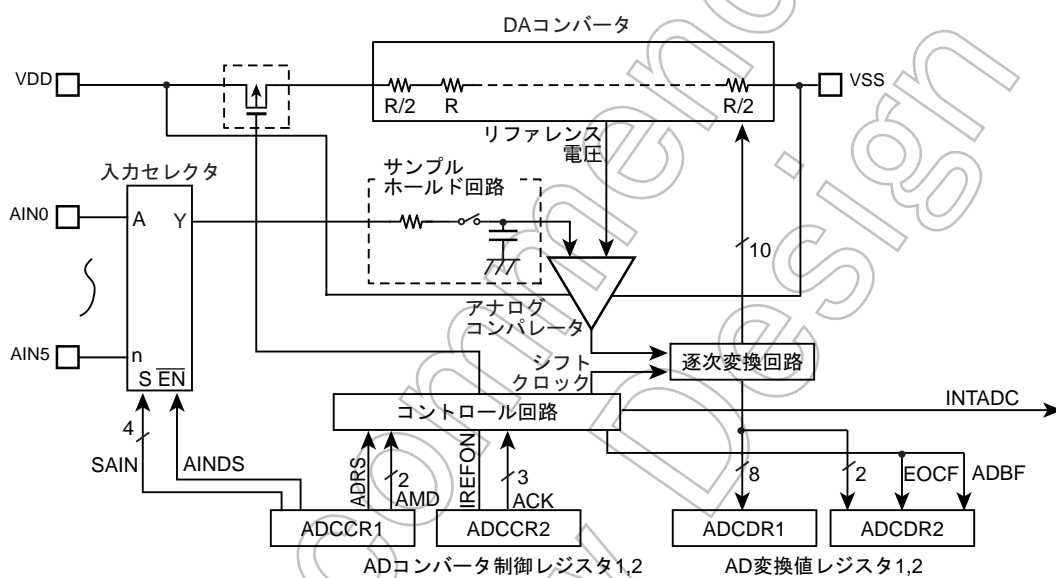 DAコンバータ
VDD
VSS
R/2
R
R/2
リファレンス
電圧
入力セレクタ
サンプル
ホールド回路
AIN0
A
Y
10
アナログ
コンパレータ
AIN5
n
S EN
シフト
クロック
逐次変換回路
コントロール回路
INTADC
4
SAIN
AINDS
ADRS
2
AMD
IREFON
3
ACK
8
2
EOCF
ADBF
ADCCR1
ADCCR2
ADCDR1
ADCDR2
ADコンバータ制御レジスタ1,2
AD変換値レジスタ1,2
comment
Design